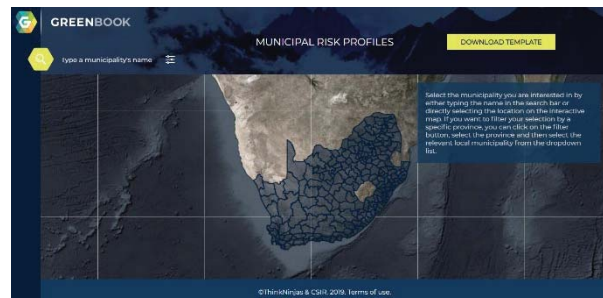 GREENBOOK
MUNICIPAL RISK PROFILES
DOWNLOAD TEMPLATE
type a municipality's name
Select the municipality you are interested in by
either typing the name in the search bar or
directly selecting the location on the interactive
map. If you want to filter your selection by a
specific province, you can click on the filter
button, select the province and then select the
relevant local municipality from the dropdown
list.
©ThinkNinjas & CSIR. 2019. Terms of use.